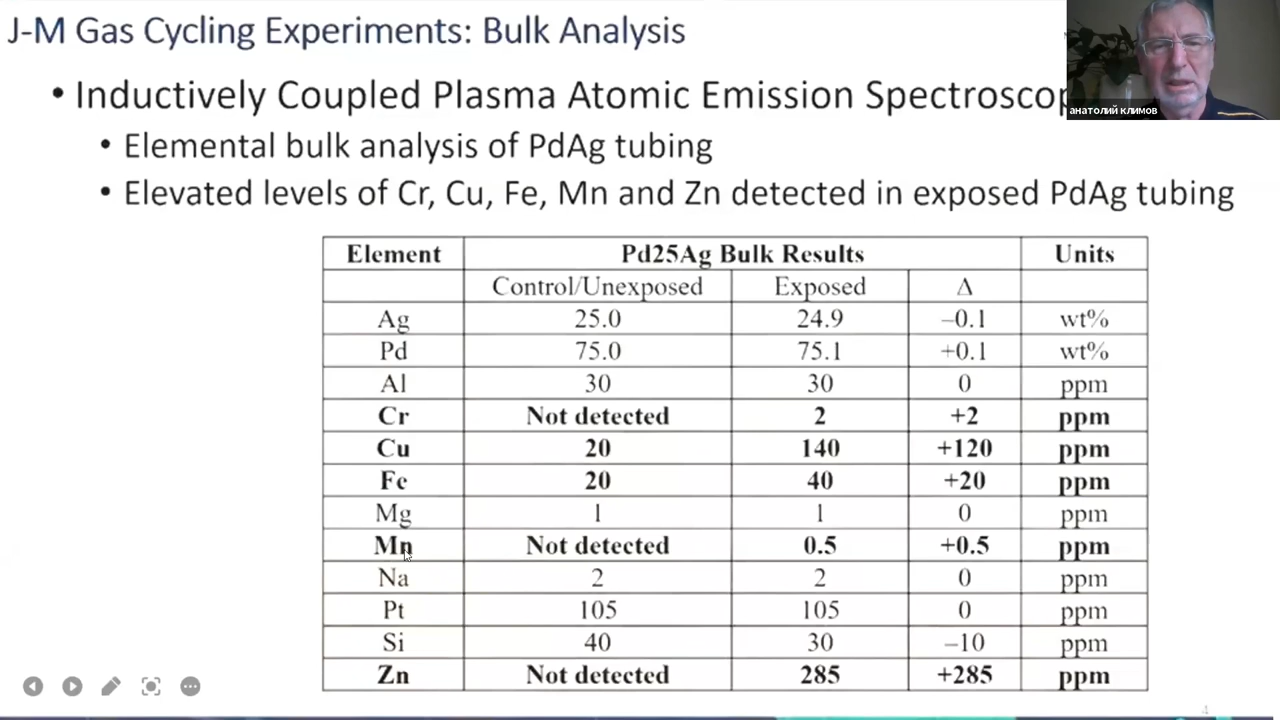 J-M Gas Cycling Experiments: Bulk Analysis
• Inductively Coupled Plasma Atomic Emission
анатолий климов
• Elemental bulk analysis of PdAg tubing
• Elevated levels of Cr, Cu, Fe, Mn and Zn detected in exposed PdAg tubing
Element Pd25Ag Bulk Results Units
Control/Unexposed Exposed Δ
Ag 25.0 24.9 –0.1 wt%
Pd 75.0 75.1 +0.1 wt%
Al 30 30 0 ppm
Cr Not detected 2 +2 ppm
Cu 20 140 +120 ppm
Fe 20 40 +20 ppm
Mg 1 1 0 ppm
Mn Not detected 0.5 +0.5 ppm
Na 2 2 0 ppm
Pt 105 105 0 ppm
Si 40 30 –10 ppm
Zn Not detected 285 +285 ppm
4